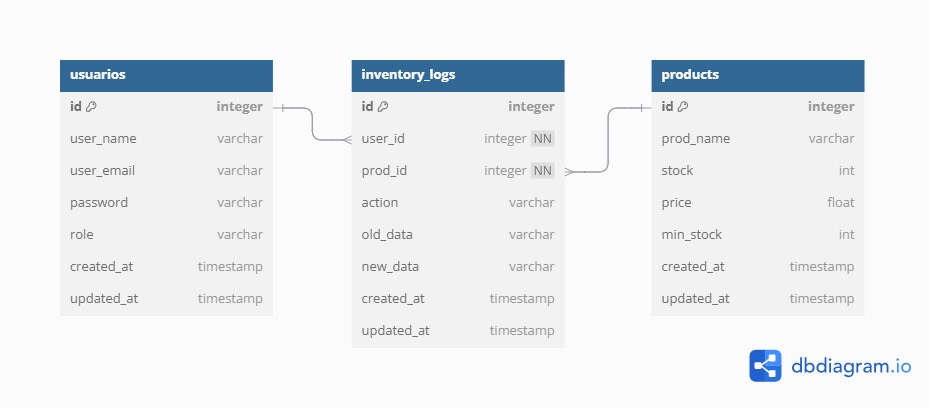 usuarios
id integer
user_name varchar
user_email varchar
password varchar
role varchar
created_at timestamp
updated_at timestamp
inventory_logs
id integer
user_id integer NN
prod_id integer NN
action varchar
old_data varchar
new_data varchar
created_at timestamp
updated_at timestamp
products
id integer
prod_name varchar
stock int
price float
min_stock int
created_at timestamp
updated_at timestamp
dbdiagram.io